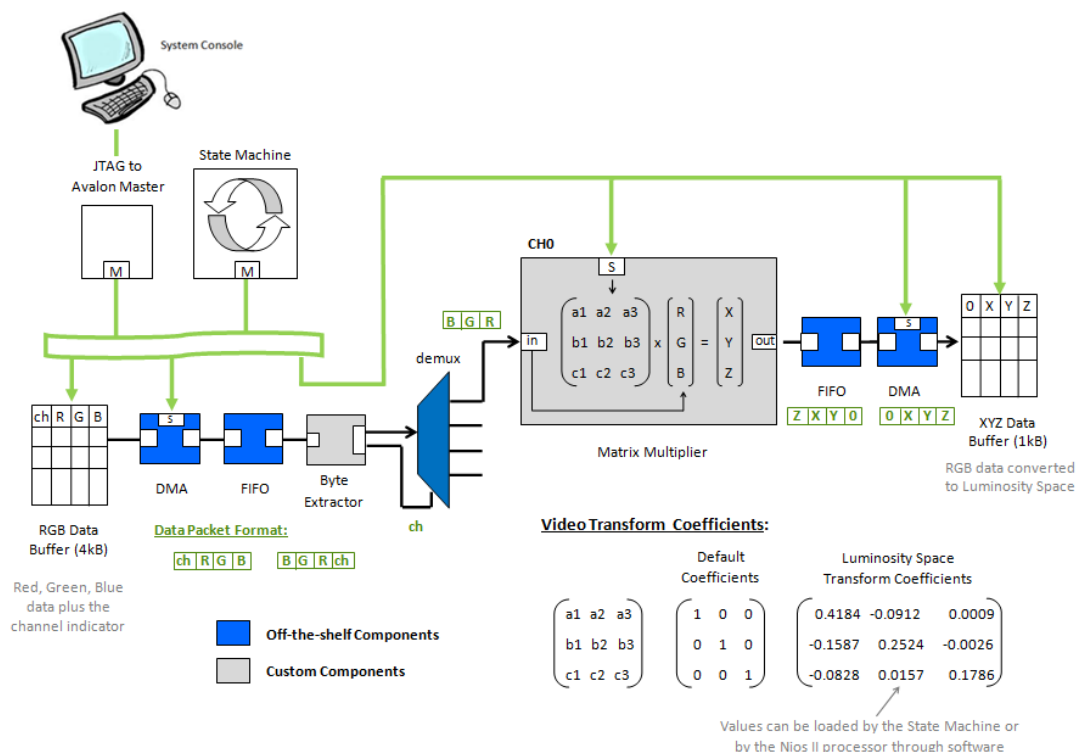 System Console
JTAG to
Avalon Master
State Machine
M
M
CH0
S
a1 a2 a3
b1 b2 b3
c1 c2 c3
x
R
G
B
=
X
Y
Z
in
out
B G R
demux
ch R G B
s
DMA
FIFO
Byte
Extractor
ch
RGB Data
Buffer (4kB)
Red, Green, Blue
data plus the
channel indicator
Data Packet Format:
ch R G B
B G R ch
Matrix Multiplier
FIFO
Z X Y 0
s
DMA
0 X Y Z
0 X Y Z
XYZ Data
Buffer (1kB)
RGB data converted
to Luminosity Space
Off-the-shelf Components
Custom Components
Video Transform Coefficients:
Default
Coefficients
Luminosity Space
Transform Coefficients
a1 a2 a3
b1 b2 b3
c1 c2 c3
1 0 0
0 1 0
0 0 1
0.4184 -0.0912 0.0009
-0.1587 0.2524 -0.0026
-0.0828 0.0157 0.1786
Values can be loaded by the State Machine or
by the Nios II processor through software